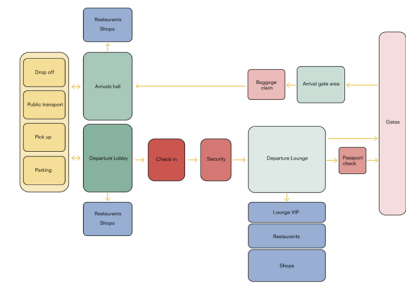 Restaurants
Shops
Drop off
Public transport
Pick up
Parking
Arrivals hall
Baggage
claim
Arrival gate area
Gates
Departure Lobby
Check-in
Security
Departure Lounge
Passport
check
Restaurants
Shops
Lounge VIP
Restaurants
Shops